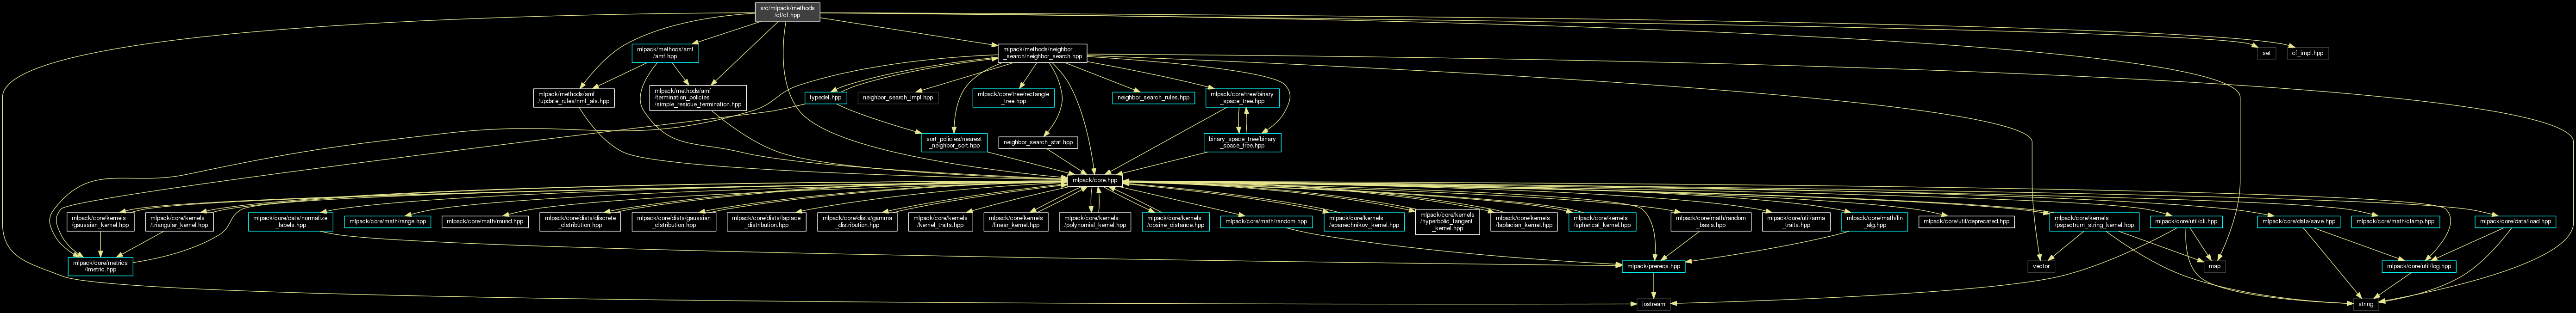 src/mlpack/methods
/cf/cf.hpp
mlpack/methods/amf
/amf.hpp
mlpack/methods/neighbor
_search/neighbor_search.hpp
set
cf_impl.hpp
mlpack/methods/amf
/update_rules/nmf_als.hpp
mlpack/methods/amf
/termination_policies
/simple_residue_termination.hpp
typedef.hpp
neighbor_search_impl.hpp
mlpack/core/tree/rectangle
_tree.hpp
neighbor_search_rules.hpp
mlpack/core/tree/binary
_space_tree.hpp
sort_policies/nearest
_neighbor_sort.hpp
neighbor_search_stat.hpp
binary_space_tree/binary
_space_tree.hpp
mlpack/core.hpp
mlpack/core/kernels
/gaussian_kernel.hpp
mlpack/core/kernels
/triangular_kernel.hpp
mlpack/core/data/normalize
_labels.hpp
mlpack/core/math/range.hpp
mlpack/core/math/round.hpp
mlpack/core/dists/discrete
_distribution.hpp
mlpack/core/dists/gaussian
_distribution.hpp
mlpack/core/dists/laplace
_distribution.hpp
mlpack/core/dists/gamma
_distribution.hpp
mlpack/core/kernels
/kernel_traits.hpp
mlpack/core/kernels
/linear_kernel.hpp
mlpack/core/kernels
/polynomial_kernel.hpp
mlpack/core/kernels
/cosine_distance.hpp
mlpack/core/math/random.hpp
mlpack/core/kernels
/epanechnikov_kernel.hpp
mlpack/core/kernels
/hyperbolic_tangent
_kernel.hpp
mlpack/core/kernels
/laplacian_kernel.hpp
mlpack/core/kernels
/spherical_kernel.hpp
mlpack/core/math/random
_basis.hpp
mlpack/core/util/arma
_traits.hpp
mlpack/core/math/lin
_alg.hpp
mlpack/core/util/deprecated.hpp
mlpack/core/kernels
/pspectrum_string_kernel.hpp
mlpack/core/util/cli.hpp
mlpack/core/data/save.hpp
mlpack/core/math/clamp.hpp
mlpack/core/data/load.hpp
mlpack/core/metrics
/lmetric.hpp
mlpack/prereqs.hpp
vector
map
mlpack/core/util/log.hpp
iostream
string